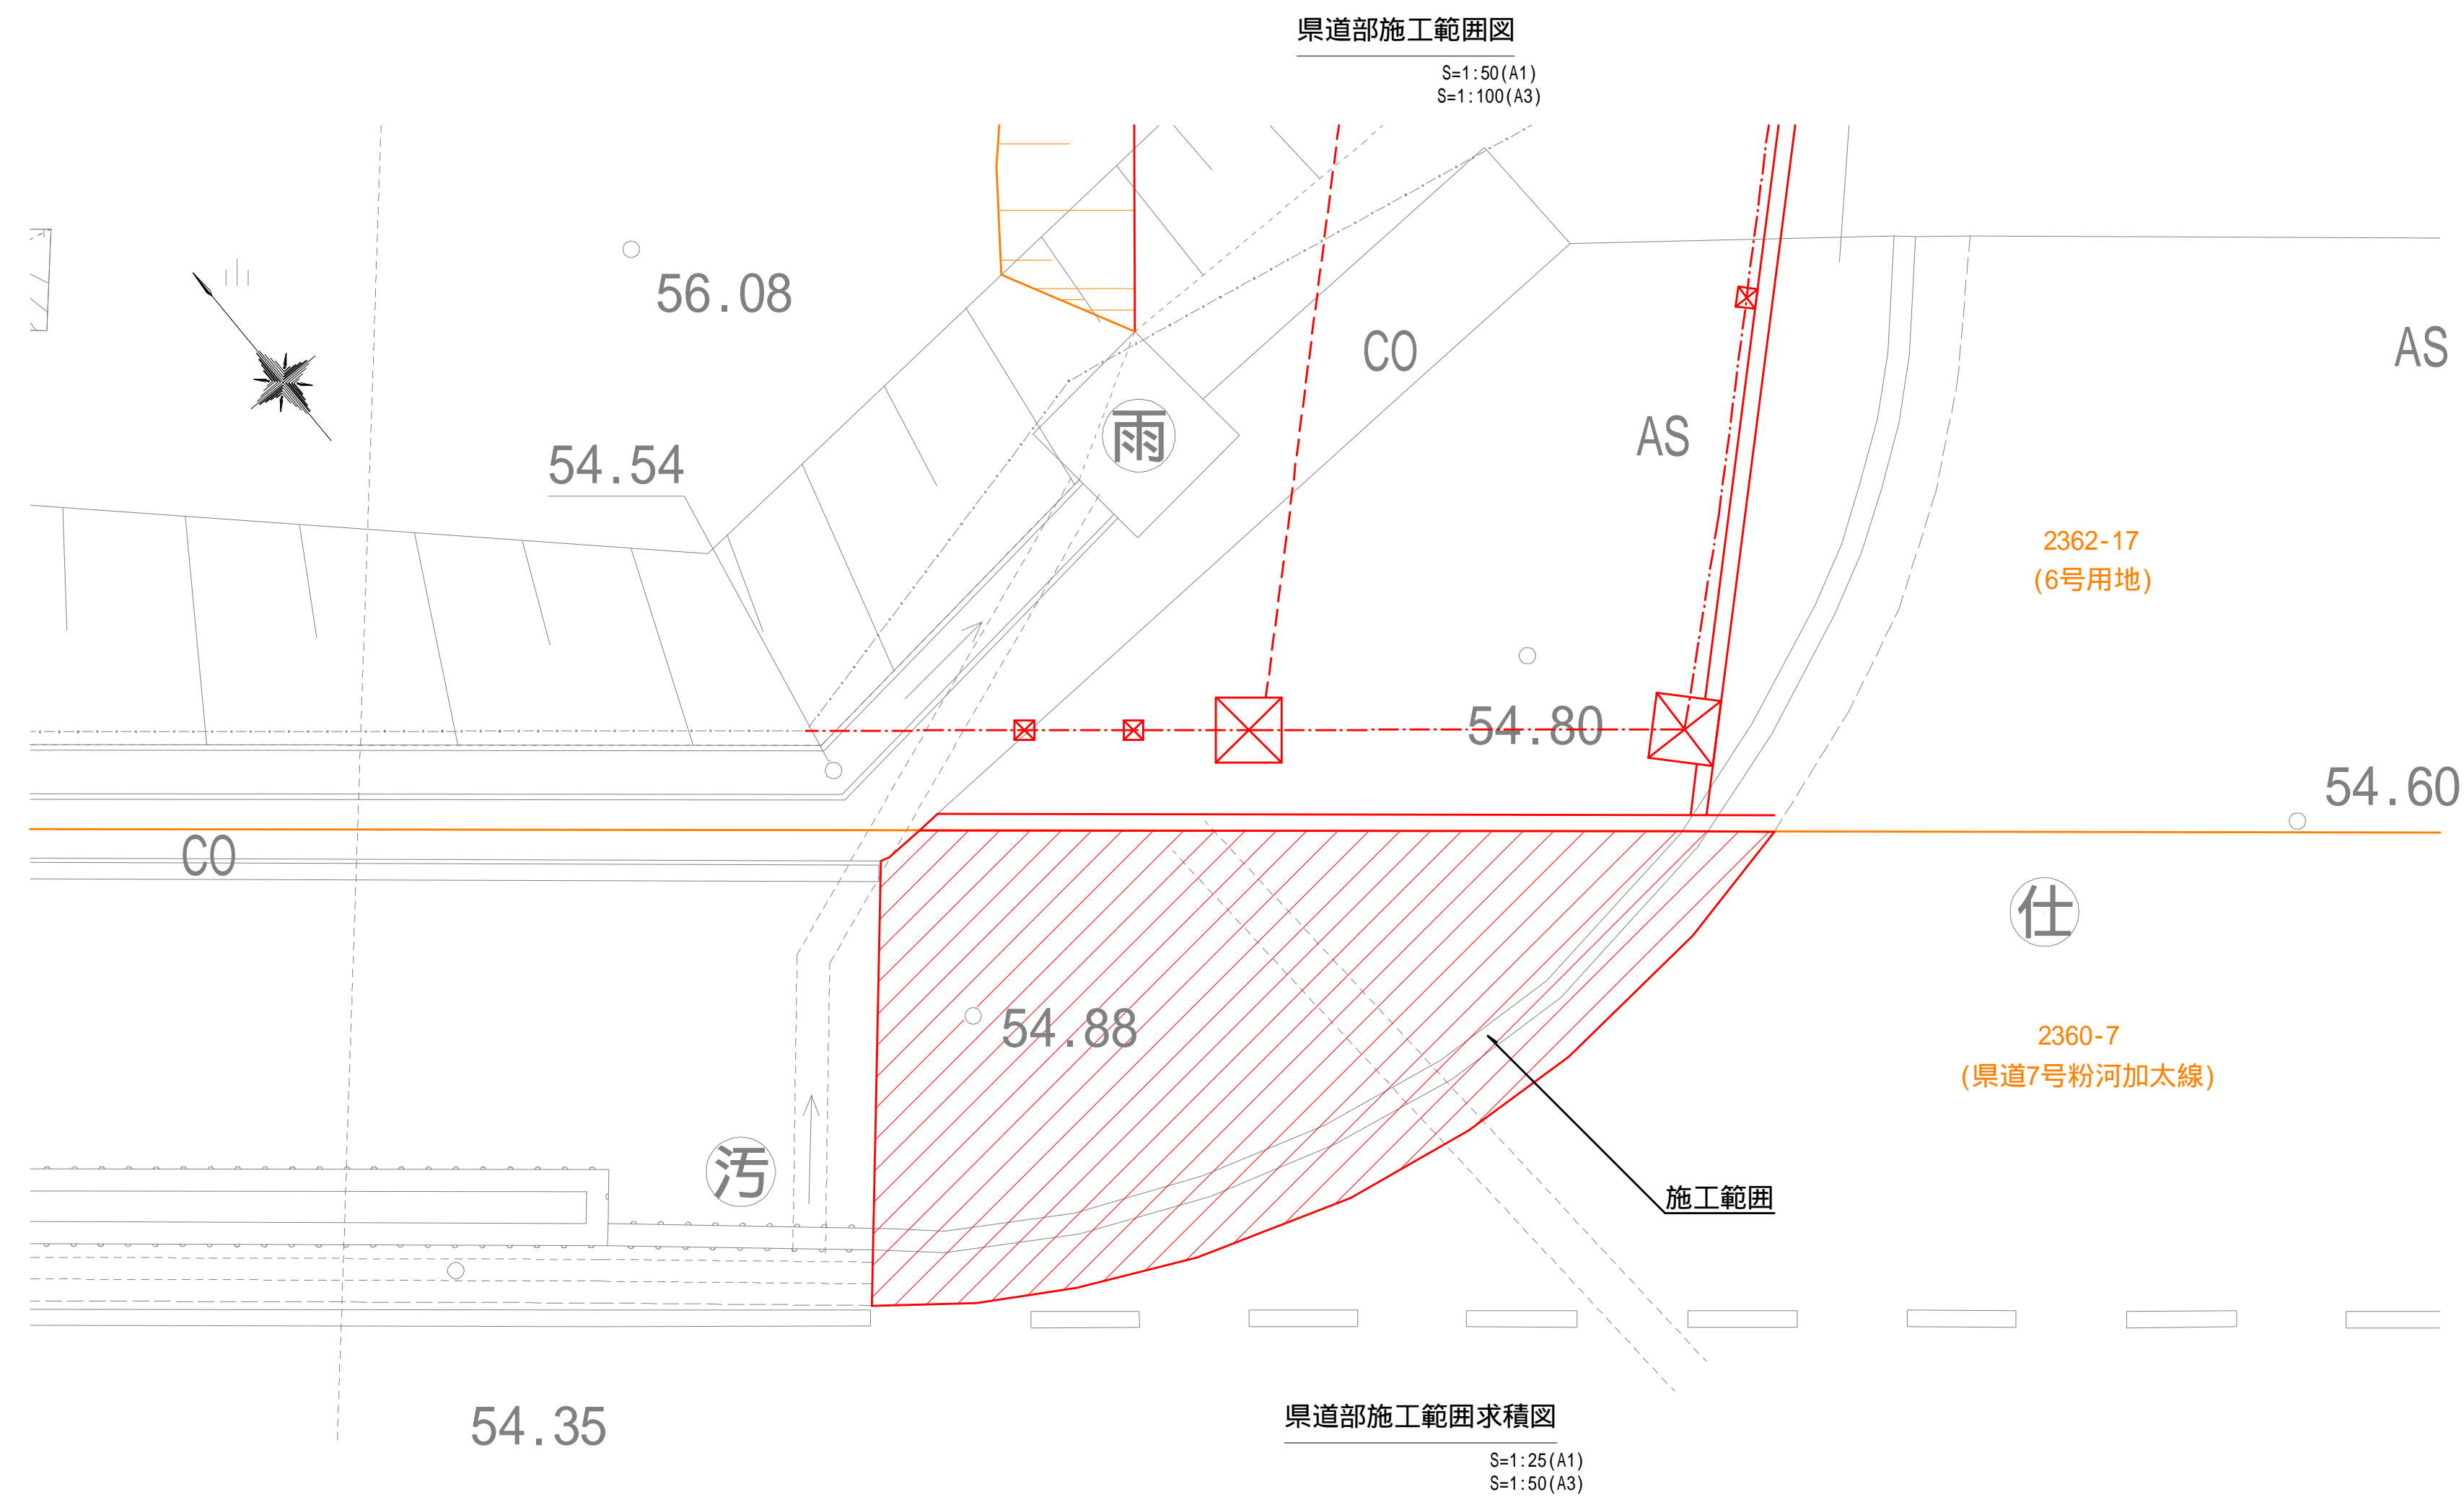 県道部施工範囲図
S=1:50(A1)
S=1:100(A3)
56.08
CO
AS
雨
AS
54.54
2362-17
(6号用地)
54.80
54.60
CO
仕
54.88
2360-7
(県道7号粉河加太線)
汚
施工範囲
54.35
県道部施工範囲求積図
S=1:25(A1)
S=1:50(A3)